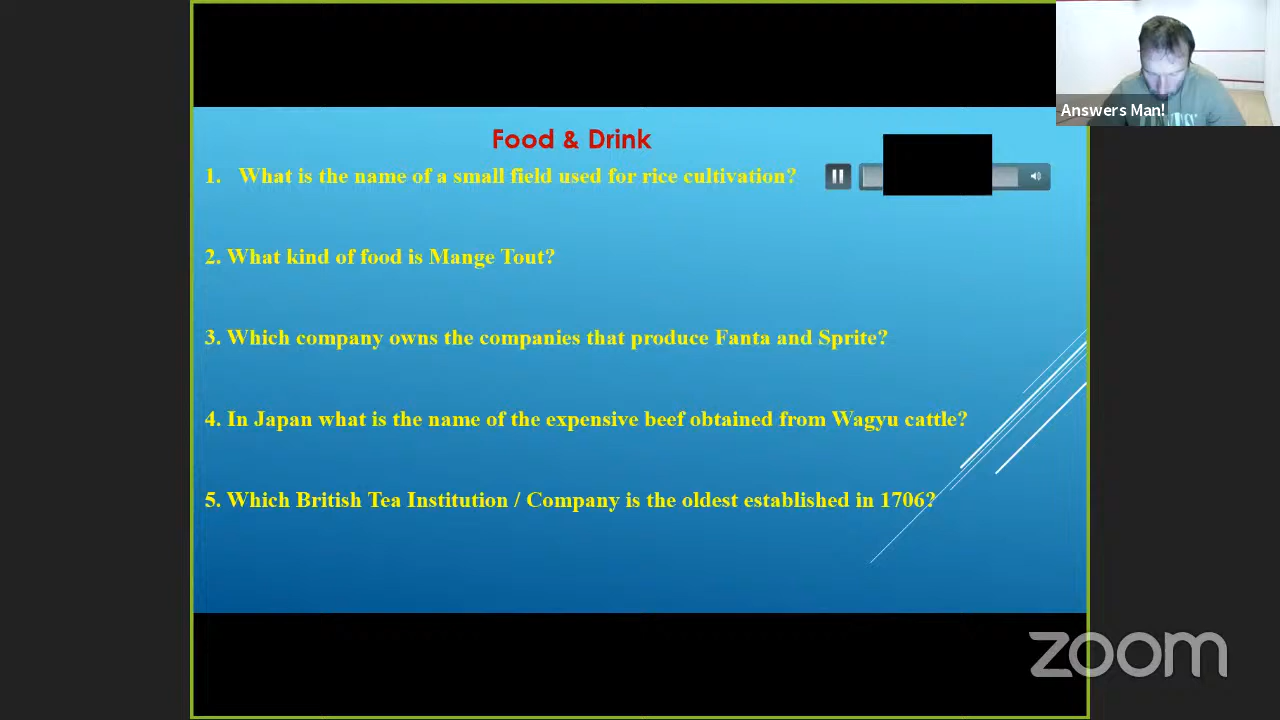 Answers Man!
Food & Drink
1. What is the name of a small field used for rice cultivation?
2. What kind of food is Mange Tout?
3. Which company owns the companies that produce Fanta and Sprite?
4. In Japan what is the name of the expensive beef obtained from Wagyu cattle?
5. Which British Tea Institution / Company is the oldest established in 1706?
zoom